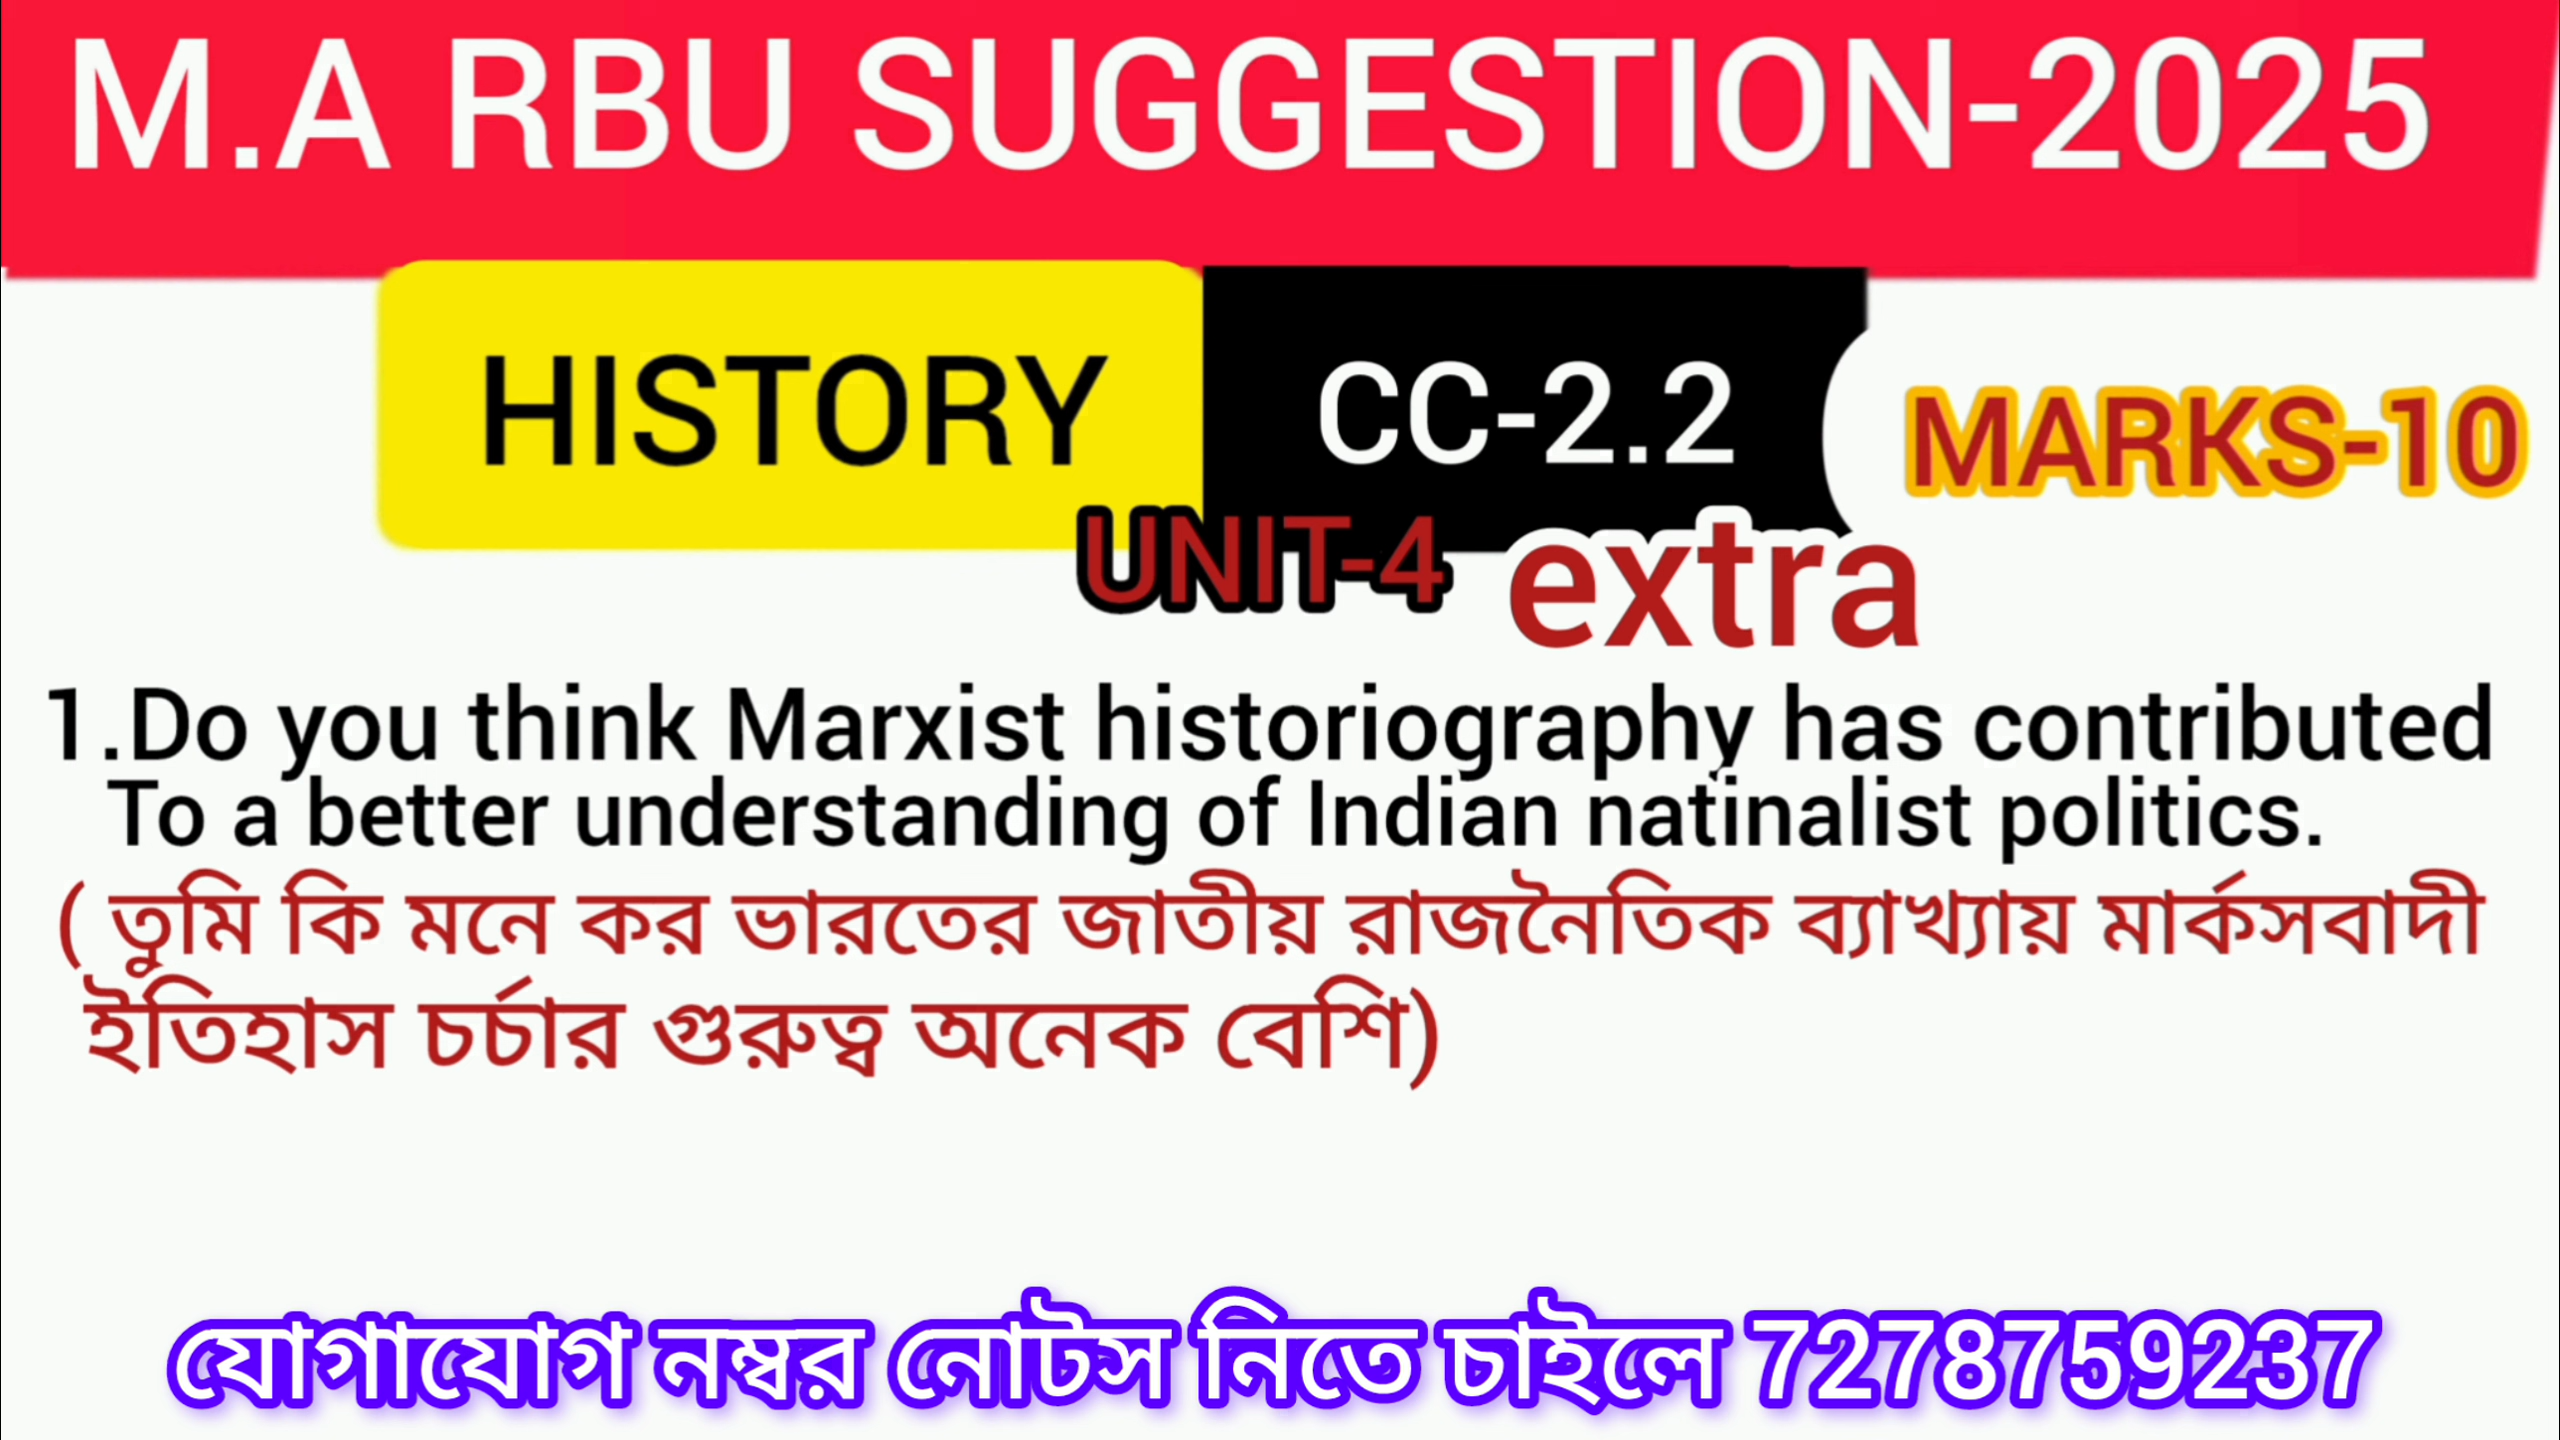 M.A RBU SUGGESTION-2025
HISTORY CC-2.2 MARKS-10
UNIT-4 extra
1.Do you think Marxist historiography has contributed
To a better understanding of Indian natinalist politics.
( তুমি কি মনে কর ভারতের জাতীয় রাজনৈতিক ব্যাখ্যায় মার্কসবাদী
ইতিহাস চর্চার গুরুত্ব অনেক বেশি)
যোগাযোগ নম্বর নোটস নিতে চাইলে 7278759237